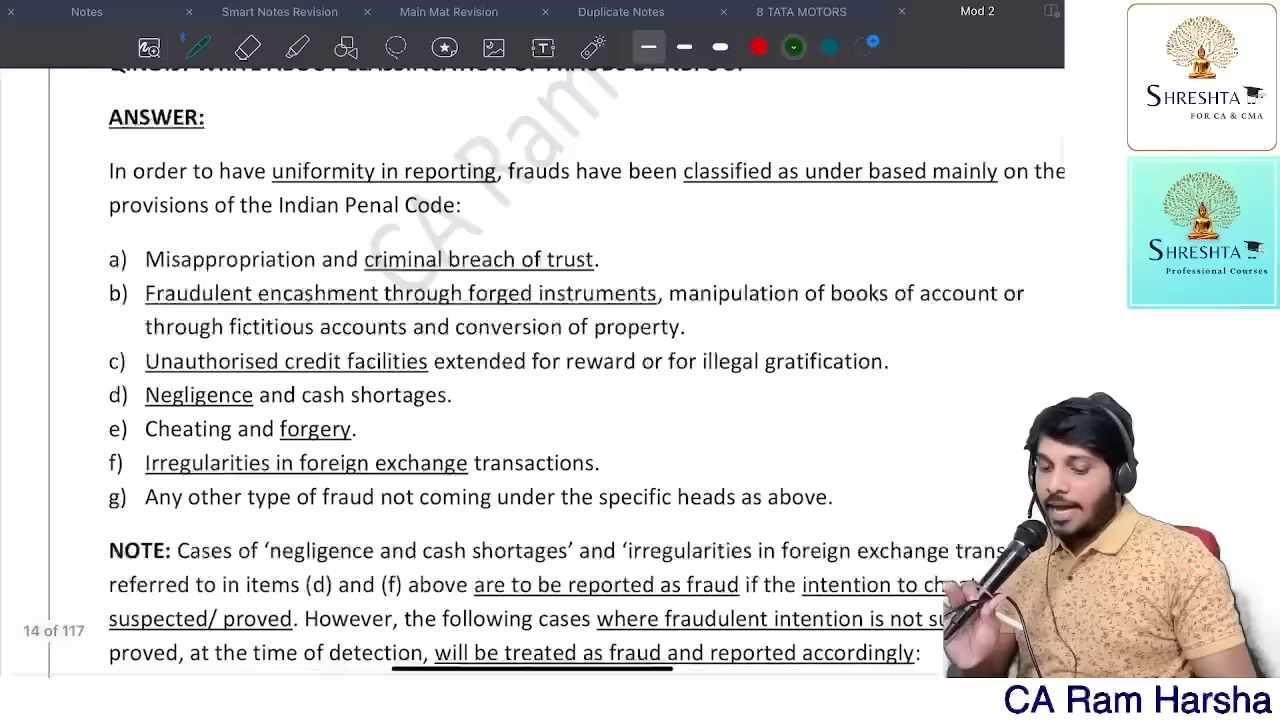 Notes
Smart Notes Revision
Main Mat Revision
Duplicate Notes
8 TATA MOTORS
Mod 2
ANSWER:
In order to have uniformity in reporting, frauds have been classified as under based mainly on the
provisions of the Indian Penal Code:
a) Misappropriation and criminal breach of trust.
b) Fraudulent encashment through forged instruments, manipulation of books of account or
through fictitious accounts and conversion of property.
c) Unauthorised credit facilities extended for reward or for illegal gratification.
d) Negligence and cash shortages.
e) Cheating and forgery.
f) Irregularities in foreign exchange transactions.
g) Any other type of fraud not coming under the specific heads as above.
NOTE: Cases of ‘negligence and cash shortages’ and ‘irregularities in foreign exchange trans
referred to in items (d) and (f) above are to be reported as fraud if the intention to
suspected/ proved. However, the following cases where fraudulent intention is not
proved, at the time of detection, will be treated as fraud and reported accordingly:
14 of 117
CA Ram
SHRESHTA
FOR CA & CMA
SHRESHTA
Professional Courses
CA Ram Harsha